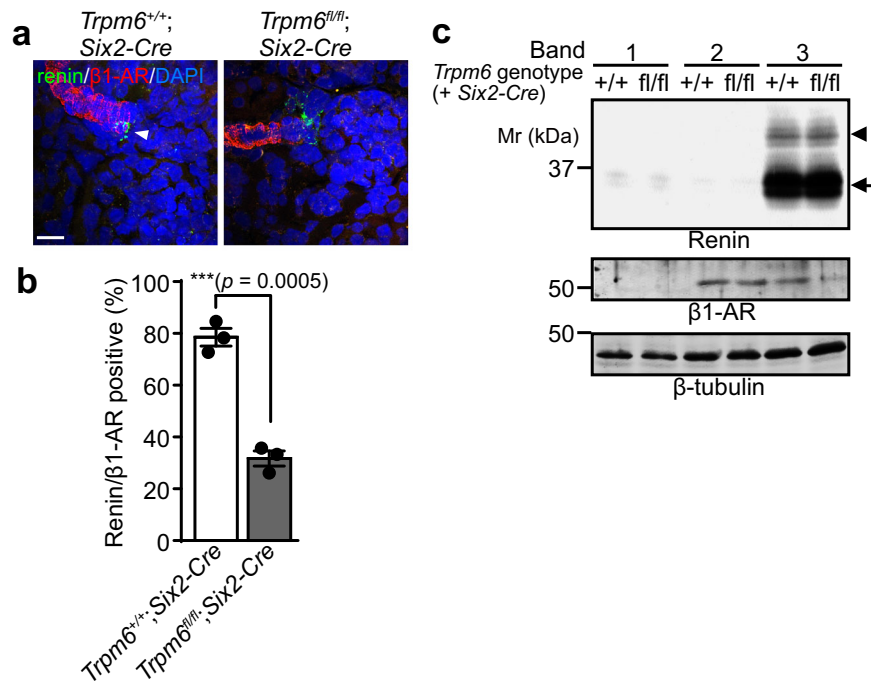 a
Trpm6+/+;
Six2-Cre
Trpm6fl/fl;
Six2-Cre
renin/β1-AR/DAPI
b
Renin/β1-AR positive (%)
100
80
60
40
20
0
***(p = 0.0005)
Trpm6+/+;Six2-Cre
Trpm6fl/fl;Six2-Cre
c
Band 1 2 3
Trpm6 genotype
(+ Six2-Cre)
+/+ fl/fl +/+ fl/fl +/+ fl/fl
Mr (kDa)
37
Renin
50
β1-AR
50
β-tubulin